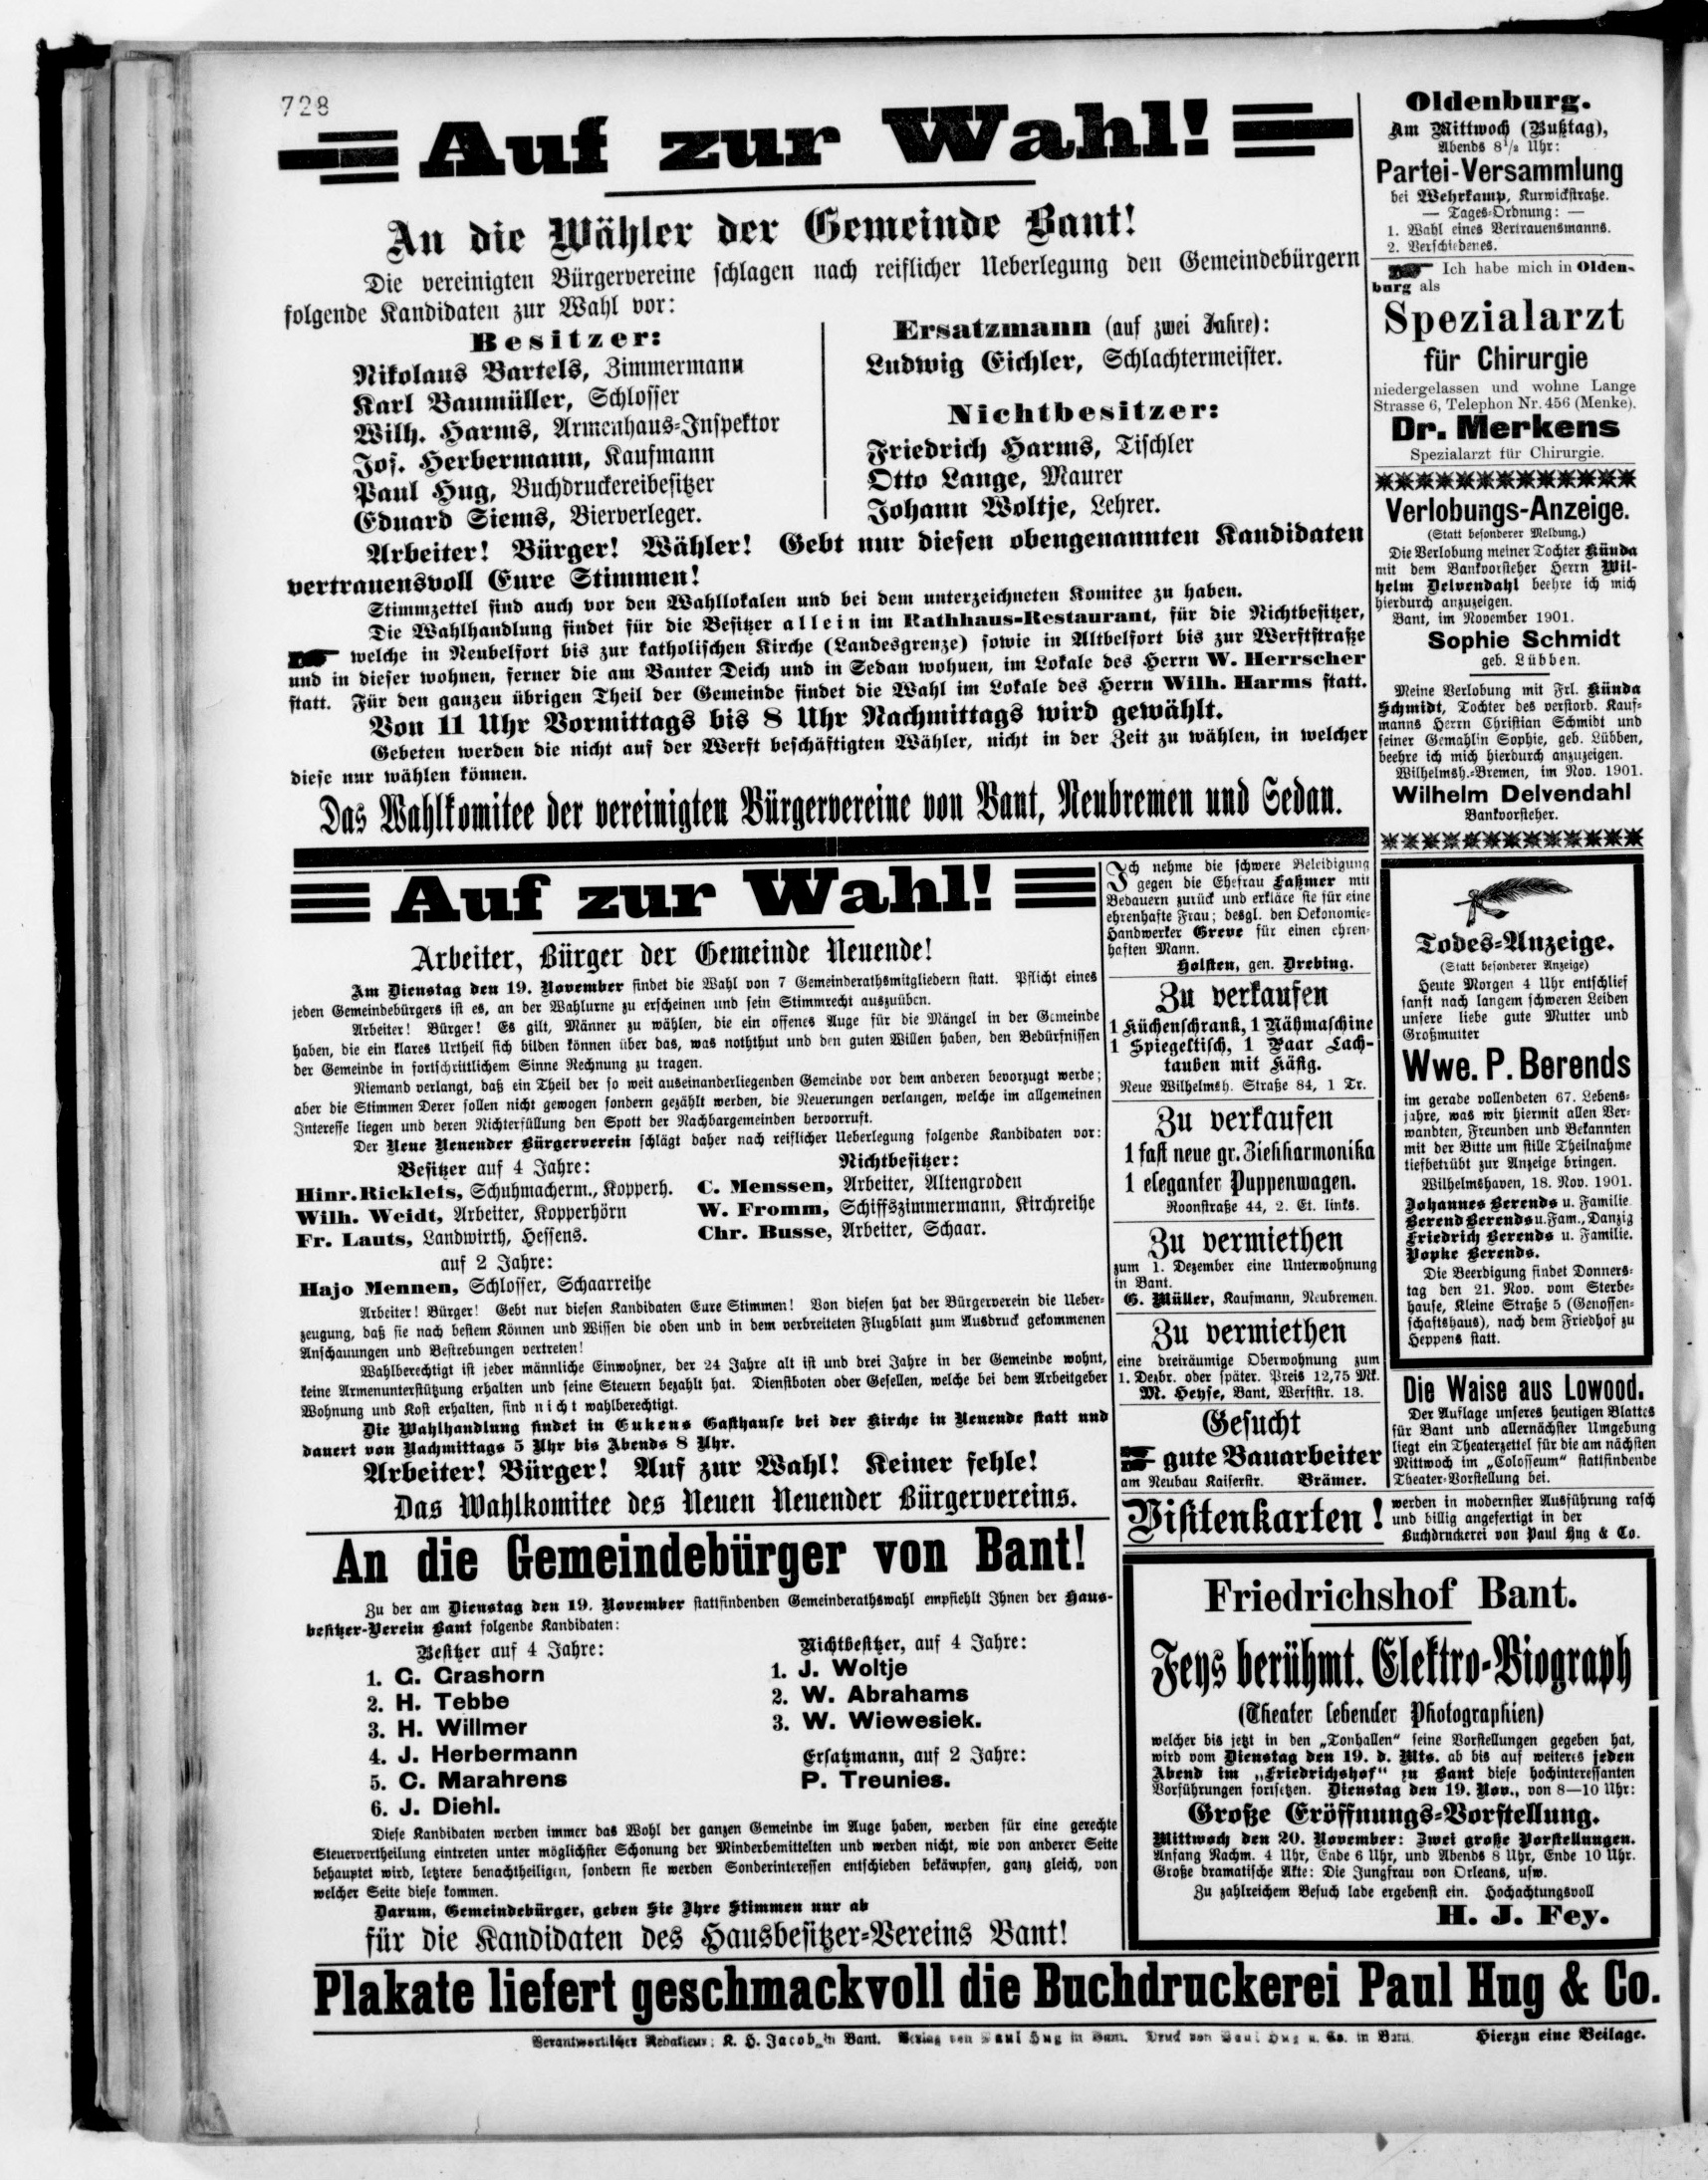 728
Auf zur Wahl!
An die Wähler der Gemeinde Bant!
Die vereinigten Bürgervereine schlagen nach reiflicher Ueberlegung den Gemeindebürgern
folgende Kandidaten zur Wahl vor:
Besitzer:
Nikolaus Bartels, Zimmermann
Karl Baumüller, Schlosser
Wilh. Harms, Armenhaus-Inspektor
Jos. Herbermann, Kaufmann
Paul Hug, Buchdruckereibesitzer
Eduard Siems, Bierverleger.
Ersatzmann (auf zwei Jahre):
Ludwig Eichler, Schlachtermeister.
Nichtbesitzer:
Friedrich Harms, Tischler
Otto Lange, Maurer
Johann Woltje, Lehrer.
Arbeiter! Bürger! Wähler! Gebt nur diesen obengenannten Kandidaten
vertrauensvoll Eure Stimmen!
Stimmzettel sind auch vor den Wahllokalen und bei dem unterzeichneten Komitee zu haben.
Die Wahlhandlung findet für die Besitzer allein im Rathhaus-Restaurant, für die Nichtbesitzer,
welche in Neubelfort bis zur katholischen Kirche (Landesgrenze) sowie in Altbelfort bis zur Werftstraße
und in dieser wohnen, ferner die am Banter Deich und in Sedan wohnen, im Lokale des Herrn W. Herrscher
statt. Für den ganzen übrigen Theil der Gemeinde findet die Wahl im Lokale des Herrn Wilh. Harms statt.
Von 11 Uhr Vormittags bis 8 Uhr Nachmittags wird gewählt.
Gebeten werden die nicht auf der Werft beschäftigten Wähler, nicht in der Zeit zu wählen, in welcher
diese nur wählen können.
Das Wahlkomitee der vereinigten Bürgervereine von Bant, Neubremen und Sedan.
Auf zur Wahl!
Arbeiter, Bürger der Gemeinde Neuende!
Am Dienstag den 19. November findet die Wahl von 7 Gemeinderathsmitgliedern statt. Pflicht eines
jeden Gemeindebürgers ist es, an der Wahlurne zu erscheinen und sein Stimmrecht auszuüben.
Arbeiter! Bürger! Es gilt, Männer zu wählen, die ein offenes Auge für die Mängel in der Gemeinde
haben, die ein klares Urtheil sich bilden können über das, was noththut und den guten Willen haben, den Bedürfnissen
der Gemeinde in fortschrittlichem Sinne Rechnung zu tragen.
Niemand verlangt, daß ein Theil der so weit auseinanderliegenden Gemeinde vor dem anderen bevorzugt werde;
aber die Stimmen Derer sollen nicht gewogen sondern gezählt werden, die Neuerungen verlangen, welche im allgemeinen
Interesse liegen und deren Nichterfüllung den Spott der Nachbargemeinden hervorruft.
Der Neue Neuender Bürgerverein schlägt daher nach reiflicher Ueberlegung folgende Kandidaten vor:
Besitzer auf 4 Jahre:
Hinr. Ricklefs, Schuhmacherm., Kopperh.
Wilh. Weidt, Arbeiter, Kopperhörn
Fr. Lauts, Landwirth, Hessens.
auf 2 Jahre:
Hajo Mennen, Schlosser, Schaarreihe
Nichtbesitzer:
C. Menssen, Arbeiter, Altengroden
W. Fromm, Schiffszimmermann, Kirchreihe
Chr. Busse, Arbeiter, Schaar.
Arbeiter! Bürger! Gebt nur diesen Kandidaten Eure Stimmen! Von diesen hat der Bürgerverein die Ueber-
zeugung, daß sie nach bestem Können und Wissen die oben und in dem verbreiteten Flugblatt zum Ausdruck gekommenen
Anschauungen und Bestrebungen vertreten!
Wahlberechtigt ist jeder männliche Einwohner, der 24 Jahre alt ist und drei Jahre in der Gemeinde wohnt,
keine Armenunterstützung erhalten und seine Steuern bezahlt hat. Dienstboten oder Gesellen, welche bei dem Arbeitgeber
Wohnung und Kost erhalten, sind nicht wahlberechtigt.
Die Wahlhandlung findet in Eukens Gasthause bei der Kirche in Neuende statt und
dauert von Nachmittags 5 Uhr bis Abends 8 Uhr.
Arbeiter! Bürger! Auf zur Wahl! Keiner fehle!
Das Wahlkomitee des Neuen Neuender Bürgervereins.
An die Gemeindebürger von Bant!
Zu der am Dienstag den 19. November stattfindenden Gemeinderathswahl empfiehlt Ihnen der Haus-
besitzer-Verein Bant folgende Kandidaten:
Besitzer auf 4 Jahre:
1. G. Grashorn
2. H. Tebbe
3. H. Willmer
4. J. Herbermann
5. C. Marahrens
6. J. Diehl.
Nichtbesitzer, auf 4 Jahre:
1. J. Woltje
2. W. Abrahams
3. W. Wiewesiek.
Ersatzmann, auf 2 Jahre:
P. Treunies.
Diese Kandidaten werden immer das Wohl der ganzen Gemeinde im Auge haben, werden für eine gerechte
Steuervertheilung eintreten unter möglichster Schonung der Minderbemittelten und werden nicht, wie von anderer Seite
behauptet wird, letztere benachtheiligen, sondern sie werden Sonderinteressen entschieden bekämpfen, ganz gleich, von
welcher Seite diese kommen.
Darum, Gemeindebürger, geben Sie Ihre Stimmen nur ab
für die Kandidaten des Hausbesitzer-Vereins Bant!
Ich nehme die schwere Beleidigung
gegen die Ehefrau Faßmer mit
Bedauern zurück und erkläre sie für eine
ehrenhafte Frau; desgl. den Oekonomie-
Handwerker Greve für einen ehren-
haften Mann.
Holsten, gen. Drebing.
Zu verkaufen
1 Küchenschrank, 1 Nähmaschine
1 Spiegeltisch, 1 Paar Lach-
tauben mit Käfig.
Neue Wilhelmsh. Straße 84, 1 Tr.
Zu verkaufen
1 fast neue gr. Ziehharmonika
1 eleganter Puppenwagen.
Roonstraße 44, 2. Et. links.
Zu vermiethen
zum 1. Dezember eine Unterwohnung
in Bant.
G. Müller, Kaufmann, Neubremen.
Zu vermiethen
eine dreiräumige Oberwohnung zum
1. Dezbr. oder später. Preis 12,75 Mk.
M. Heyse, Bant, Werftstr. 13.
Gesucht
gute Bauarbeiter
am Neubau Kaiserstr. Brämer.
Oldenburg.
Am Mittwoch (Bußtag),
Abends 8½ Uhr:
Partei-Versammlung
bei Wehrkamp, Kurwickstraße.
— Tages-Ordnung: —
1. Wahl eines Vertrauensmanns.
2. Verschiedenes.
Ich habe mich in Olden-
burg als
Spezialarzt
für Chirurgie
niedergelassen und wohne Lange
Strasse 6, Telephon Nr. 456 (Menke).
Dr. Merkens
Spezialarzt für Chirurgie.
Verlobungs-Anzeige.
(Statt besonderer Meldung.)
Die Verlobung meiner Tochter Künda
mit dem Bankvorsteher Herrn Wil-
helm Delvendahl beehre ich mich
hierdurch anzuzeigen.
Bant, im November 1901.
Sophie Schmidt
geb. Lübben.
Meine Verlobung mit Frl. Künda
Schmidt, Tochter des verstorb. Kauf-
manns Herrn Christian Schmidt und
seiner Gemahlin Sophie, geb. Lübben,
beehre ich mich hierdurch anzuzeigen.
Wilhelmsh.-Bremen, im Nov. 1901.
Wilhelm Delvendahl
Bankvorsteher.
Todes-Anzeige.
(Statt besonderer Anzeige)
Heute Morgen 4 Uhr entschlief
sanft nach langem schweren Leiden
unsere liebe gute Mutter und
Großmutter
Wwe. P. Berends
im gerade vollendeten 67. Lebens-
jahre, was wir hiermit allen Ver-
wandten, Freunden und Bekannten
mit der Bitte um stille Theilnahme
tiefbetrübt zur Anzeige bringen.
Wilhelmshaven, 18. Nov. 1901.
Johannes Berends u. Familie
Berend Berends u. Fam., Danzig
Friedrich Berends u. Familie.
Popke Berends.
Die Beerdigung findet Donners-
tag den 21. Nov. vom Sterbe-
hause, Kleine Straße 5 (Genossen-
schaftshaus), nach dem Friedhof zu
Heppens statt.
Die Waise aus Lowood.
Der Auflage unseres heutigen Blattes
für Bant und allernächster Umgebung
liegt ein Theaterzettel für die am nächsten
Mittwoch im „Colosseum" stattfindende
Theater-Vorstellung bei.
Visitenkarten!
werden in modernster Ausführung rasch
und billig angefertigt in der
Buchdruckerei von Paul Hug & Co.
Friedrichshof Bant.
Feys berühmt. Elektro-Biograph
(Theater lebender Photographien)
welcher bis jetzt in den „Tonhallen" seine Vorstellungen gegeben hat,
wird vom Dienstag den 19. d. Mts. ab bis auf weiteres jeden
Abend im „Friedrichshof" zu Bant diese hochinteressanten
Vorführungen fortsetzen. Dienstag den 19. Nov., von 8—10 Uhr:
Große Eröffnungs-Vorstellung.
Mittwoch den 20. November: Zwei große Vorstellungen.
Anfang Nachm. 4 Uhr, Ende 6 Uhr, und Abends 8 Uhr, Ende 10 Uhr.
Große dramatische Akte: Die Jungfrau von Orleans, usw.
Zu zahlreichem Besuch lade ergebenst ein. Hochachtungsvoll
H. J. Fey.
Plakate liefert geschmackvoll die Buchdruckerei Paul Hug & Co.
Verantwortlicher Redakteur: K. H. Jacob in Bant. Verlag von Paul Hug in Bant. Druck von Paul Hug u. Co. in Bant. Hierzu eine Beilage.